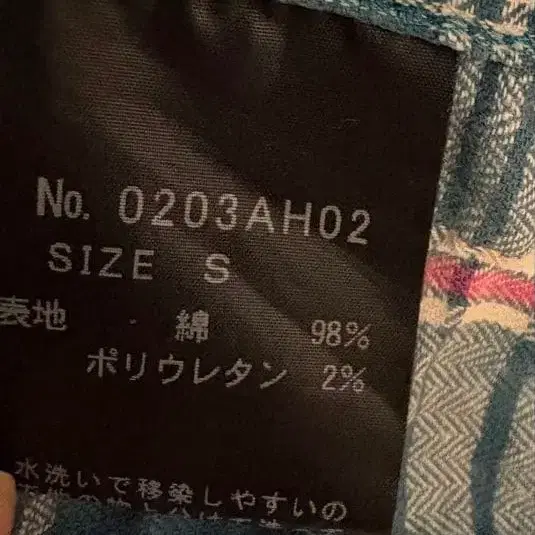 No. 0203AH02
SIZE S
表地 綿 98%
ポリウレタン 2%
水洗いで移染しやすいの